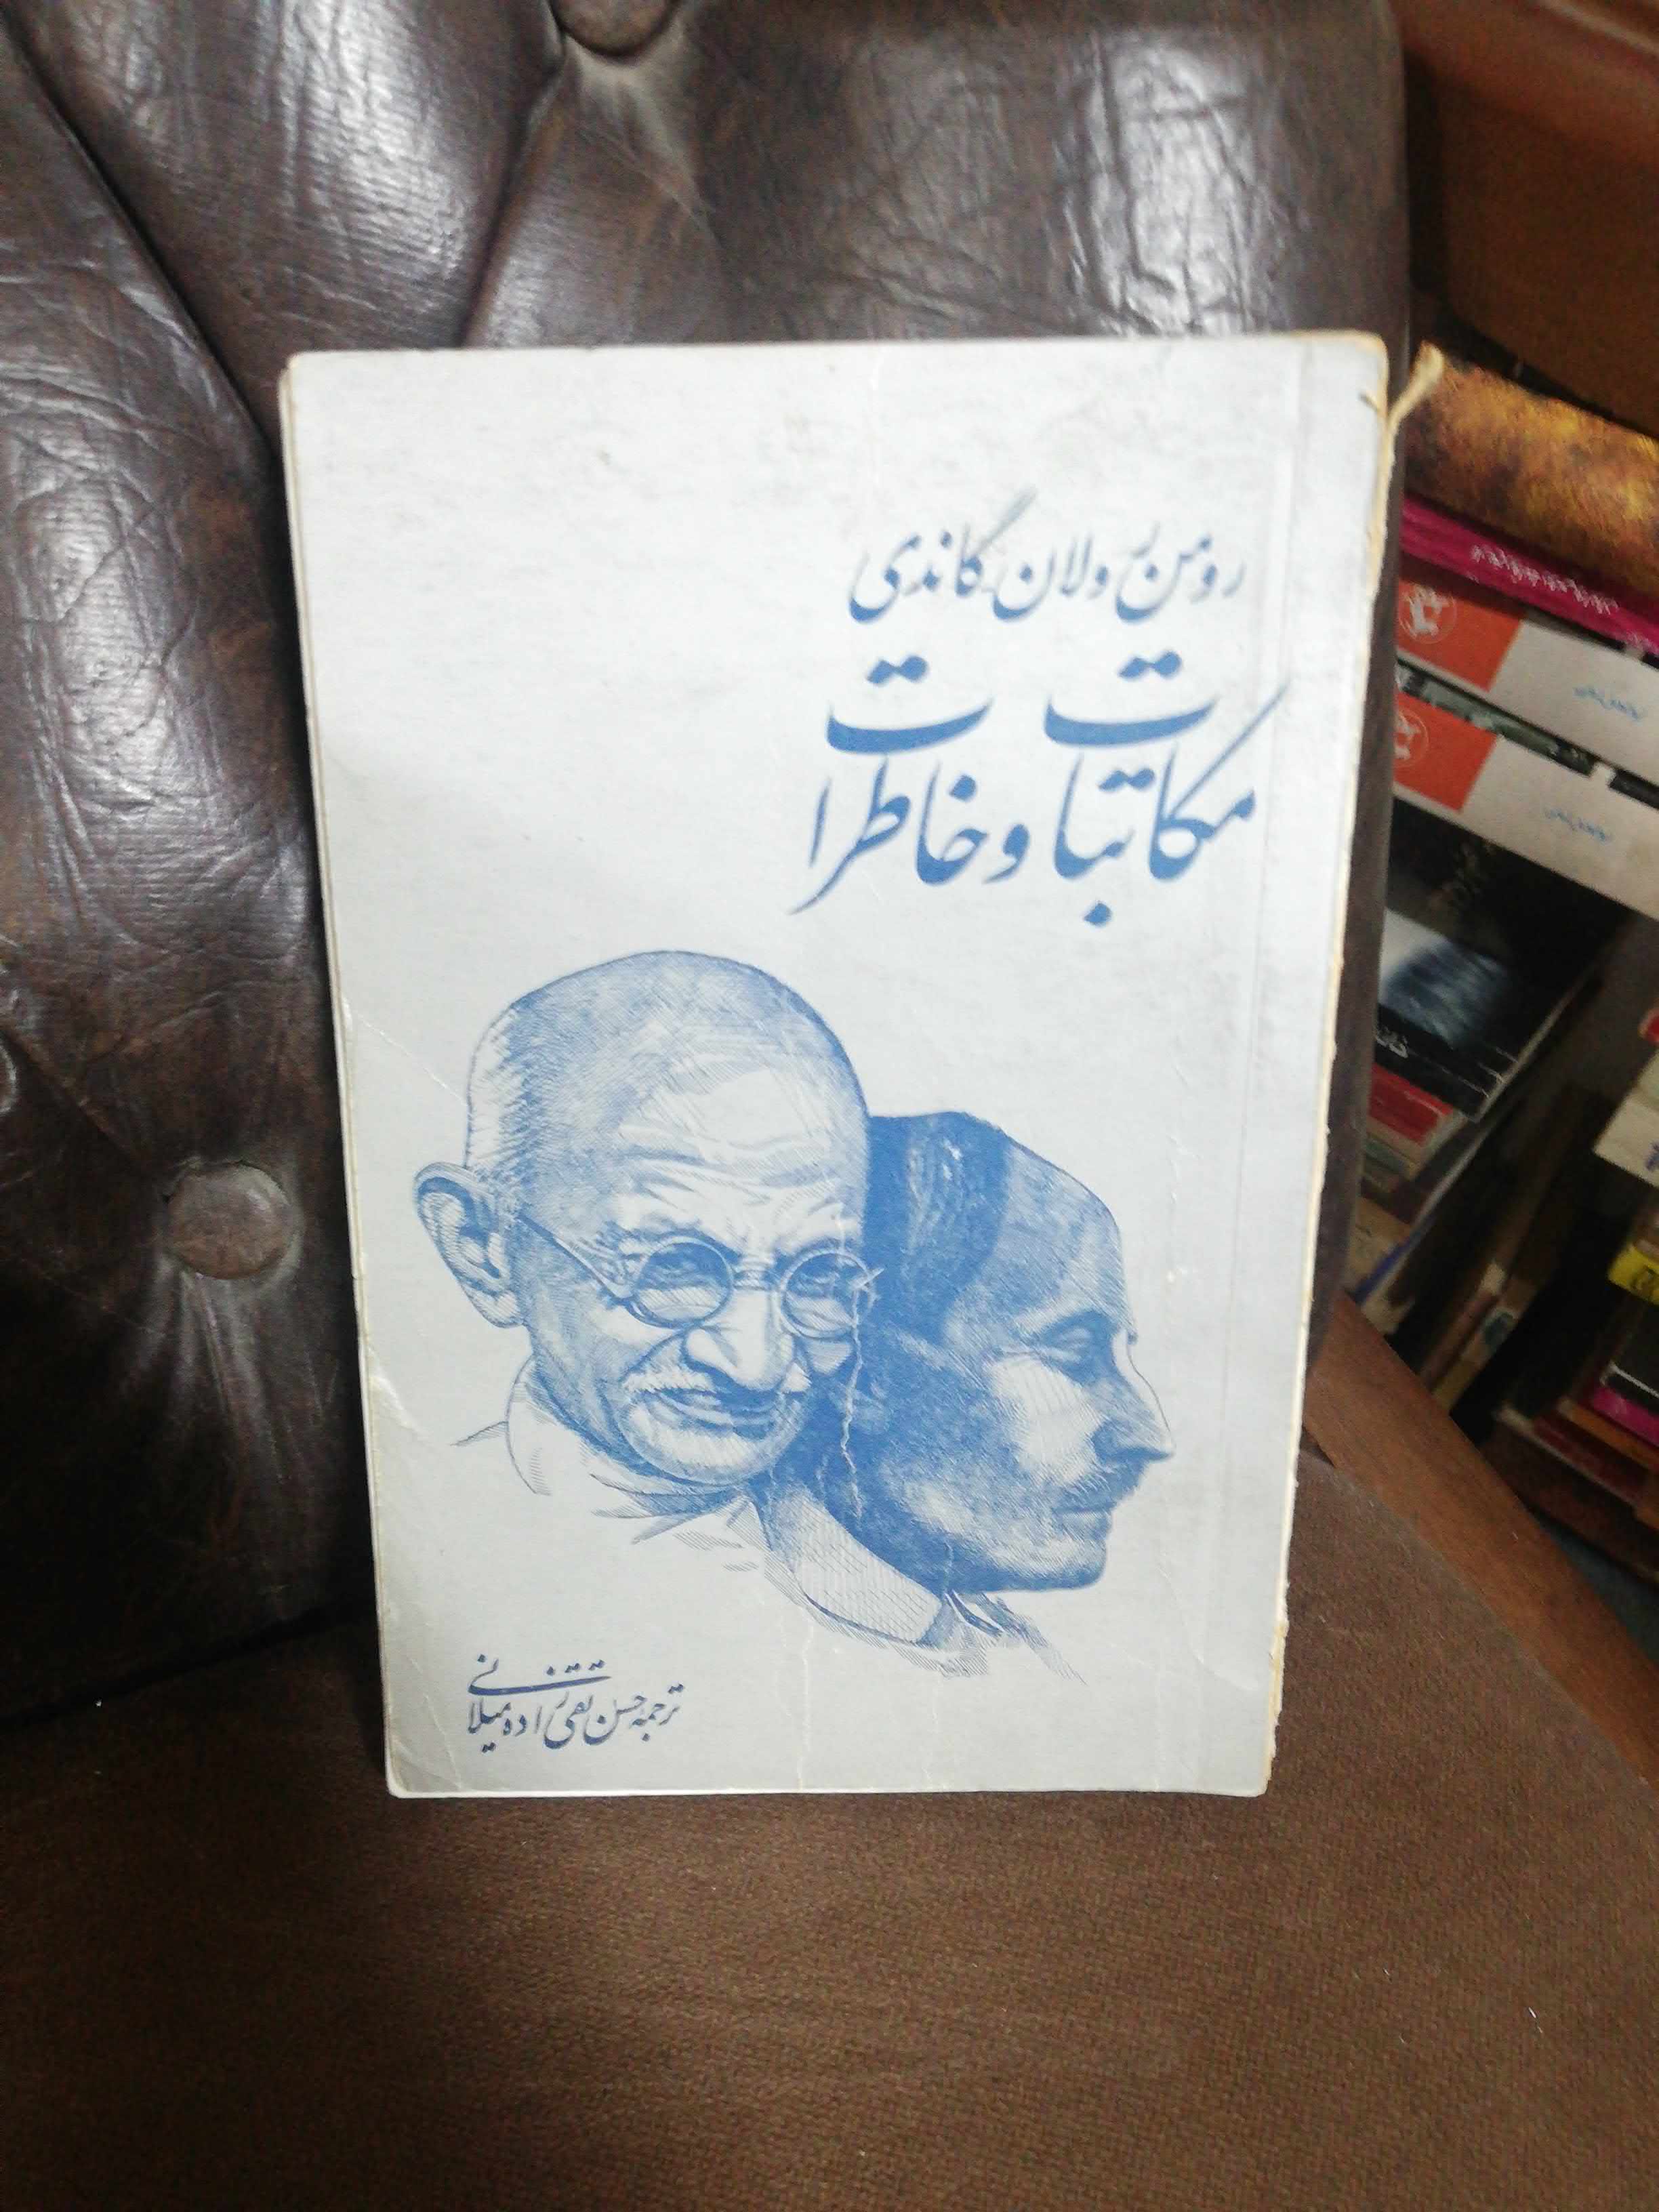 رومن رولان، گاندی
مکاتبات و خاطرات
ترجمهٔ حسن تقی زاده میلانی